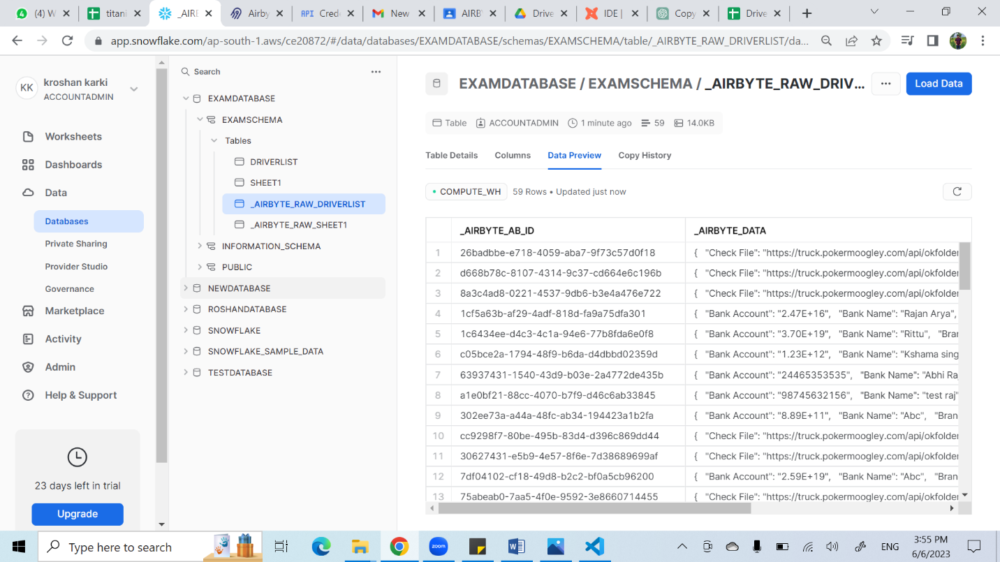 (4) W
titani
_AIRE
Airby
API Cred
New
AIRB
Drive
IDE |
Copy
Drive
app.snowflake.com/ap-south-1.aws/ce20872/#/data/databases/EXAMDATABASE/schemas/EXAMSCHEMA/table/_AIRBYTE_RAW_DRIVERLIST/da...
KK
kroshan karki
ACCOUNTADMIN
Worksheets
Dashboards
Data
Databases
Private Sharing
Provider Studio
Governance
Marketplace
Activity
Admin
Help & Support
23 days left in trial
Upgrade
Search
EXAMDATABASE
EXAMSCHEMA
Tables
DRIVERLIST
SHEET1
_AIRBYTE_RAW_DRIVERLIST
_AIRBYTE_RAW_SHEET1
INFORMATION_SCHEMA
PUBLIC
NEWDATABASE
ROSHANDATABASE
SNOWFLAKE
SNOWFLAKE_SAMPLE_DATA
TESTDATABASE
EXAMDATABASE / EXAMSCHEMA / _AIRBYTE_RAW_DRIV...
Load Data
Table ACCOUNTADMIN 1 minute ago 59 14.0KB
Table Details Columns Data Preview Copy History
COMPUTE_WH 59 Rows • Updated just now
_AIRBYTE_AB_ID _AIRBYTE_DATA
1 26badbbe-e718-4059-aba7-9f73c57d0f18 { "Check File": "https://truck.pokermoogley.com/api/okfolder
2 d668b78c-8107-4314-9c37-cd664e6c196b { "Check File": "https://truck.pokermoogley.com/api/okfolder
3 8a3c4ad8-0221-4537-9db6-b3e4a476e722 { "Check File": "https://truck.pokermoogley.com/api/okfolder
4 1cf5a63b-af29-4adf-818d-fa9a75dfa301 { "Bank Account": "2.47E+16", "Bank Name": "Rajan Arya",
5 1c6434ee-d4c3-4c1a-94e6-77b8fda6e0f8 { "Bank Account": "3.70E+19", "Bank Name": "Rittu", "Bran
6 c05bce2a-1794-48f9-b6da-d4dbbd02359d { "Bank Account": "1.23E+12", "Bank Name": "Kshama sing
7 63937431-1540-43d9-b03e-2a4772de435b { "Bank Account": "24465353535", "Bank Name": "Abhi Ra
8 a1e0bf21-88cc-4070-b7f9-d46c6ab33845 { "Bank Account": "98745632156", "Bank Name": "test raj"
9 302ee73a-a44a-48fc-ab34-194423a1b2fa { "Bank Account": "8.89E+11", "Bank Name": "Abc", "Bran
10 cc9298f7-80be-495b-83d4-d396c869dd44 { "Check File": "https://truck.pokermoogley.com/api/okfolder
11 30627431-e5b9-4e57-8f6e-7d38689699af { "Check File": "https://truck.pokermoogley.com/api/okfolder
12 7df04102-cf18-49d8-b2c2-bf0a5cb96200 { "Bank Account": "2.59E+19", "Bank Name": "Abc", "Bran
13 75abeab0-7aa5-4f0e-9592-3e8660714455 { "Check File": "https://truck.pokermoogley.com/api/okfolder
Type here to search
zoom
ENG
3:55 PM
6/6/2023